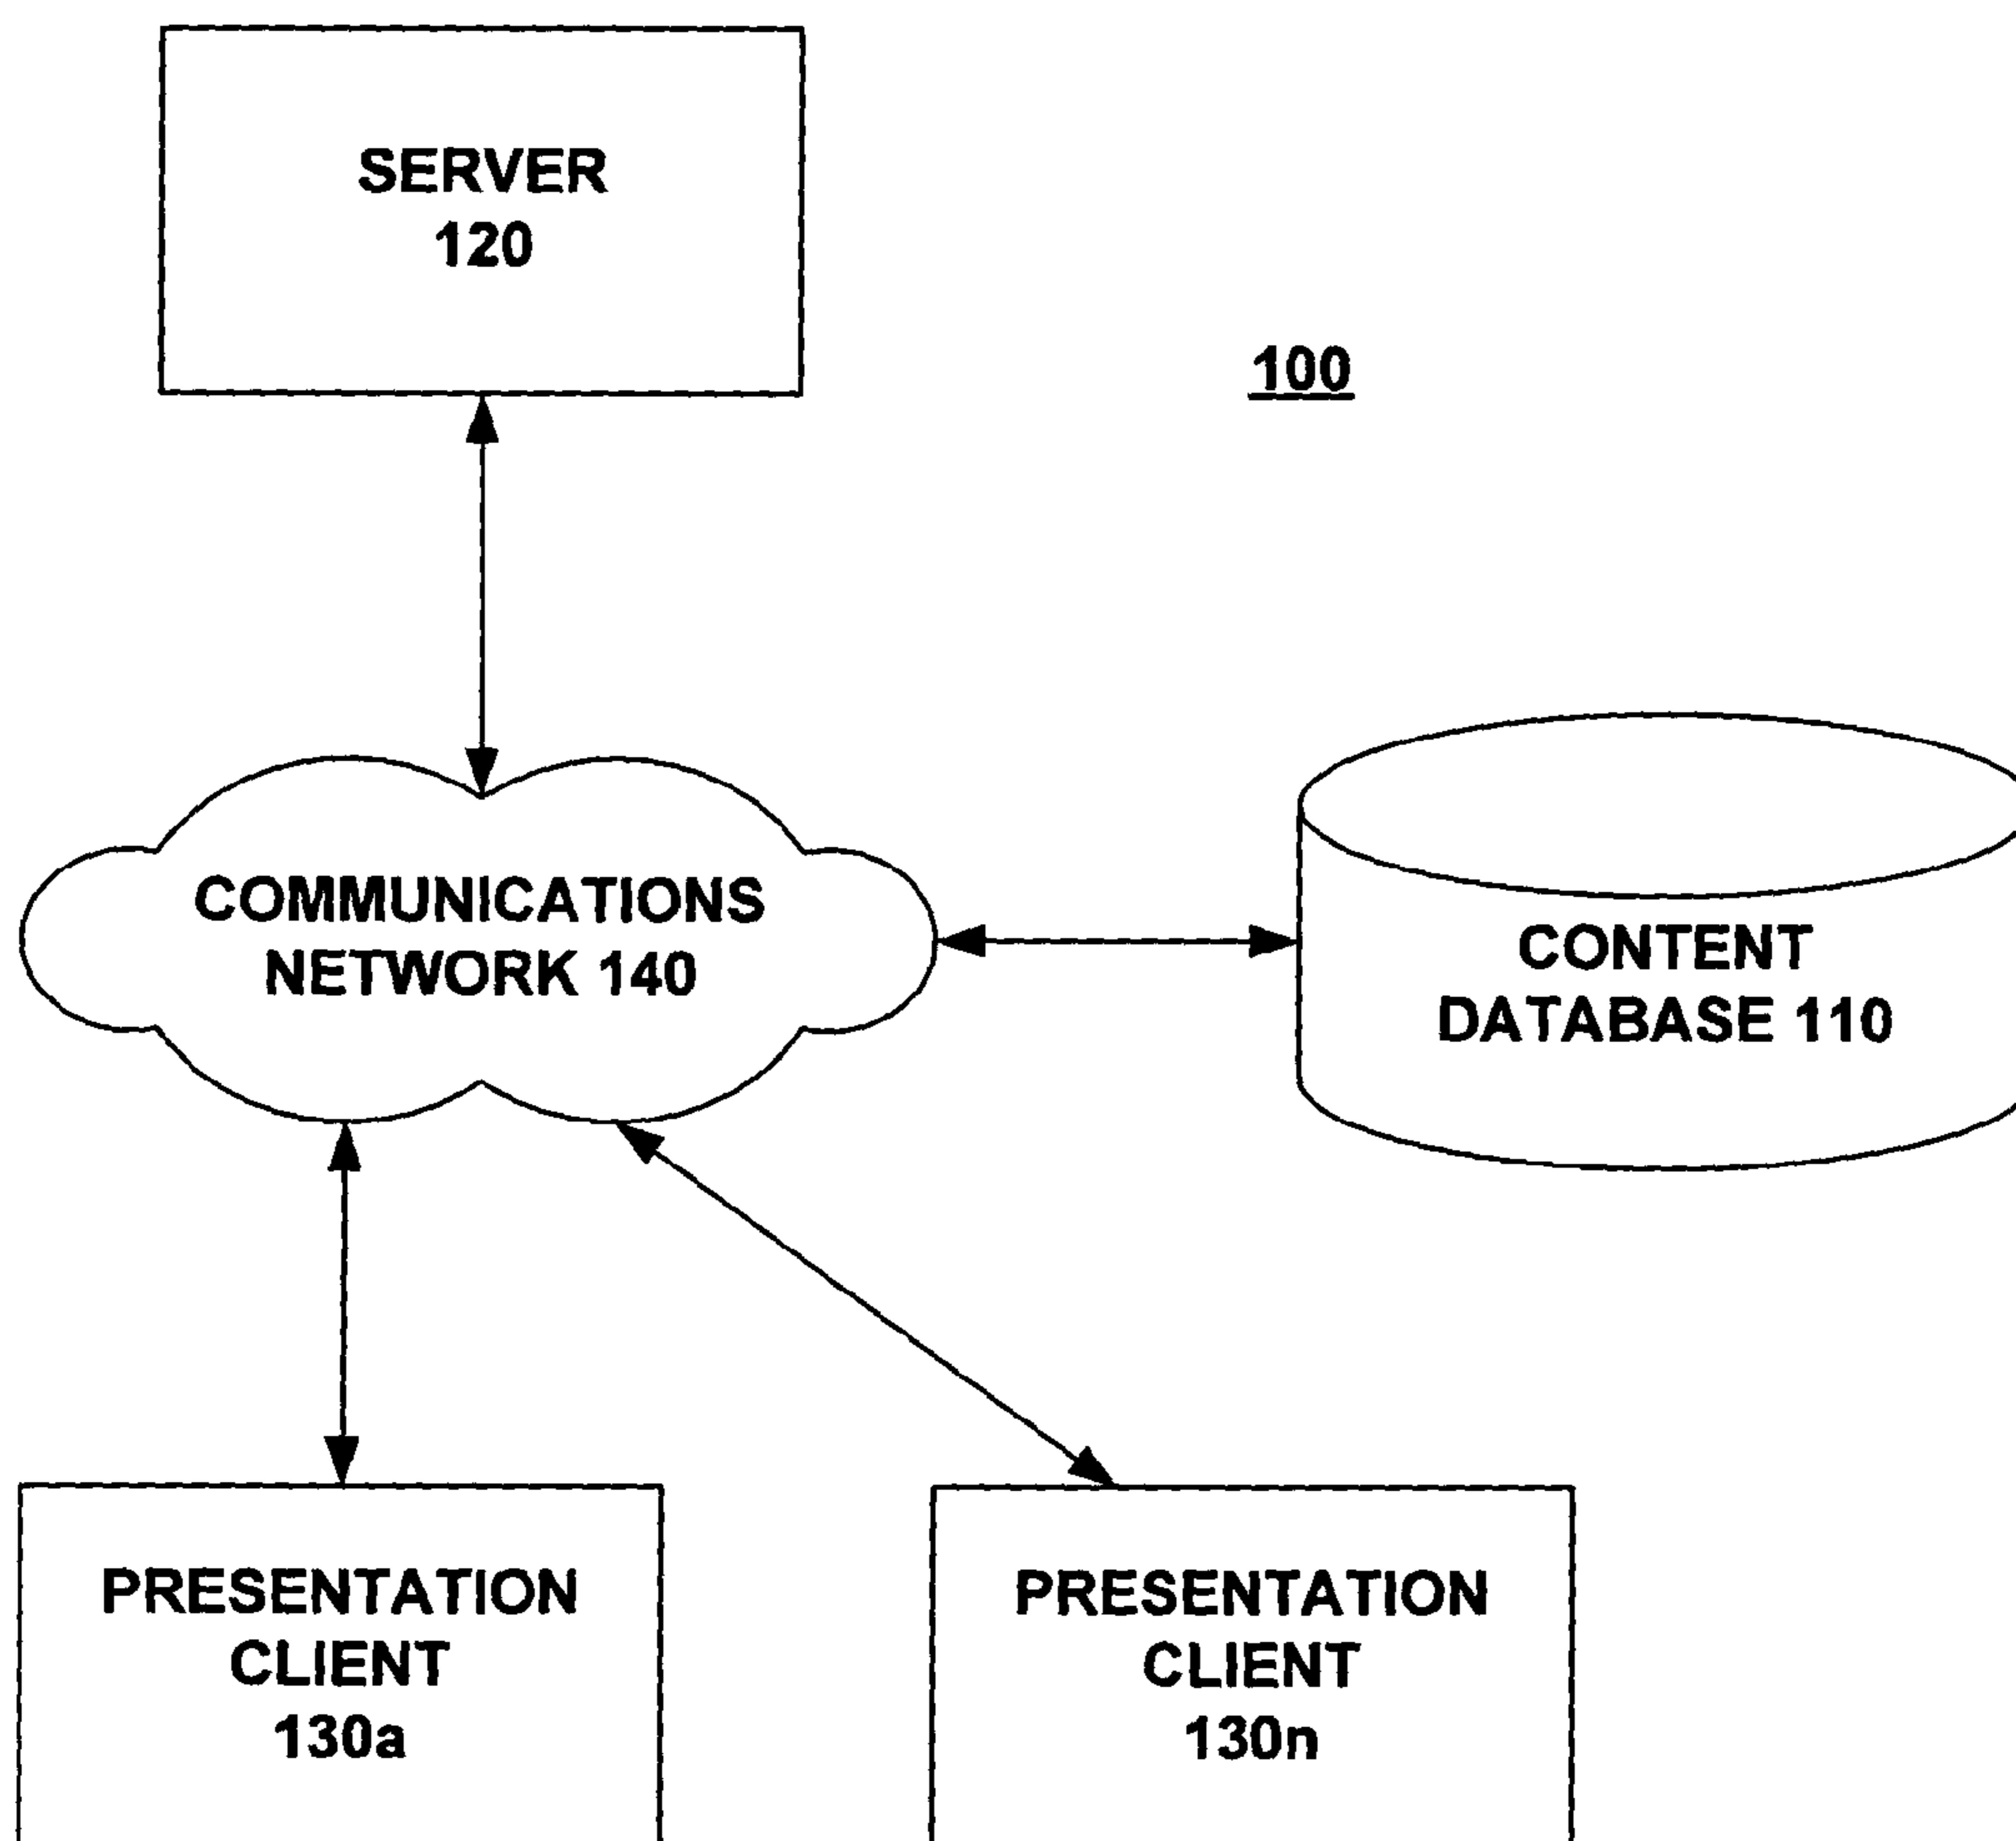 SERVER
120
100
COMMUNICATIONS
NETWORK 140
CONTENT
DATABASE 110
PRESENTATION
CLIENT
130a
PRESENTATION
CLIENT
130n